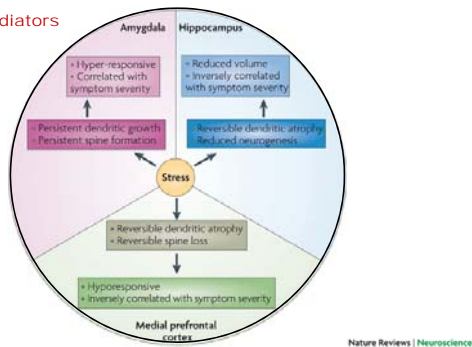 diators
Amygdala
Hippocampus
• Hyper-responsive
• Correlated with
symptom severity
• Reduced volume
• Inversely correlated
with symptom severity
• Persistent dendritic growth
• Persistent spine formation
• Reversible dendritic atrophy
• Reduced neurogenesis
Stress
• Reversible dendritic atrophy
• Reversible spine loss
• Hyporesponsive
• Inversely correlated with symptom severity
Medial prefrontal
cortex
Nature Reviews | Neuroscience